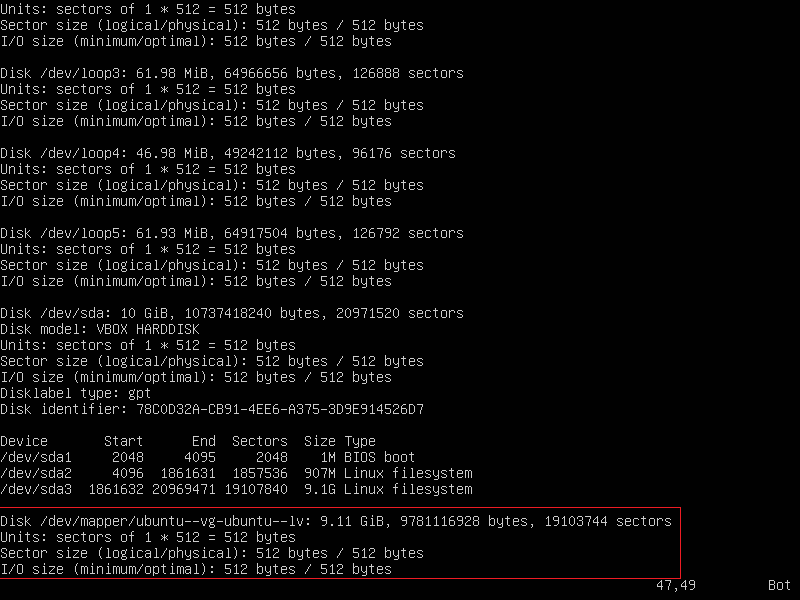 Units: sectors of 1 * 512 = 512 bytes
Sector size (logical/physical): 512 bytes / 512 bytes
I/O size (minimum/optimal): 512 bytes / 512 bytes
Disk /dev/loop3: 61.98 MiB, 64966656 bytes, 126888 sectors
Units: sectors of 1 * 512 = 512 bytes
Sector size (logical/physical): 512 bytes / 512 bytes
I/O size (minimum/optimal): 512 bytes / 512 bytes
Disk /dev/loop4: 46.98 MiB, 49242112 bytes, 96176 sectors
Units: sectors of 1 * 512 = 512 bytes
Sector size (logical/physical): 512 bytes / 512 bytes
I/O size (minimum/optimal): 512 bytes / 512 bytes
Disk /dev/loop5: 61.93 MiB, 64917504 bytes, 126792 sectors
Units: sectors of 1 * 512 = 512 bytes
Sector size (logical/physical): 512 bytes / 512 bytes
I/O size (minimum/optimal): 512 bytes / 512 bytes
Disk /dev/sda: 10 GiB, 10737418240 bytes, 20971520 sectors
Disk model: VBOX HARDDISK
Units: sectors of 1 * 512 = 512 bytes
Sector size (logical/physical): 512 bytes / 512 bytes
I/O size (minimum/optimal): 512 bytes / 512 bytes
Disklabel type: gpt
Disk identifier: 78C0D32A-CB91-4EE6-A375-3D9E914526D7
Device Start End Sectors Size Type
/dev/sda1 2048 4095 2048 1M BIOS boot
/dev/sda2 4096 1861631 1857536 907M Linux filesystem
/dev/sda3 1861632 20969471 19107840 9.1G Linux filesystem
Disk /dev/mapper/ubuntu--vg-ubuntu--lv: 9.11 GiB, 9781116928 bytes, 19103744 sectors
Units: sectors of 1 * 512 = 512 bytes
Sector size (logical/physical): 512 bytes / 512 bytes
I/O size (minimum/optimal): 512 bytes / 512 bytes
47,49 Bot